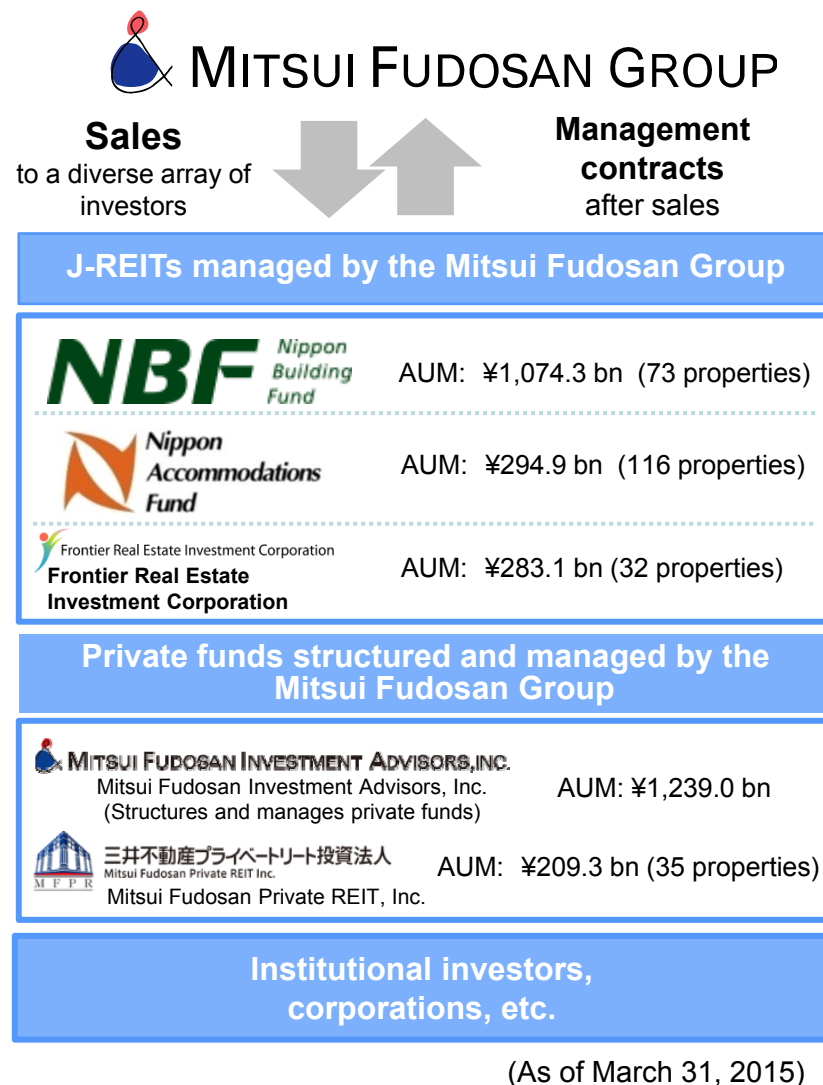 MITSUI FUDOSAN GROUP
Sales
to a diverse array of
investors
Management
contracts
after sales
J-REITs managed by the Mitsui Fudosan Group
NBF Nippon
Building
Fund
AUM: ¥1,074.3 bn (73 properties)
Nippon
Accommodations
Fund
AUM: ¥294.9 bn (116 properties)
Frontier Real Estate Investment Corporation
Frontier Real Estate
Investment Corporation
AUM: ¥283.1 bn (32 properties)
Private funds structured and managed by the
Mitsui Fudosan Group
MITSUI FUDOSAN INVESTMENT ADVISORS,INC.
Mitsui Fudosan Investment Advisors, Inc.
(Structures and manages private funds)
AUM: ¥1,239.0 bn
三井不動産プライベートリート投資法人
Mitsui Fudosan Private REIT Inc.
MFPR
Mitsui Fudosan Private REIT, Inc.
AUM: ¥209.3 bn (35 properties)
Institutional investors,
corporations, etc.
(As of March 31, 2015)